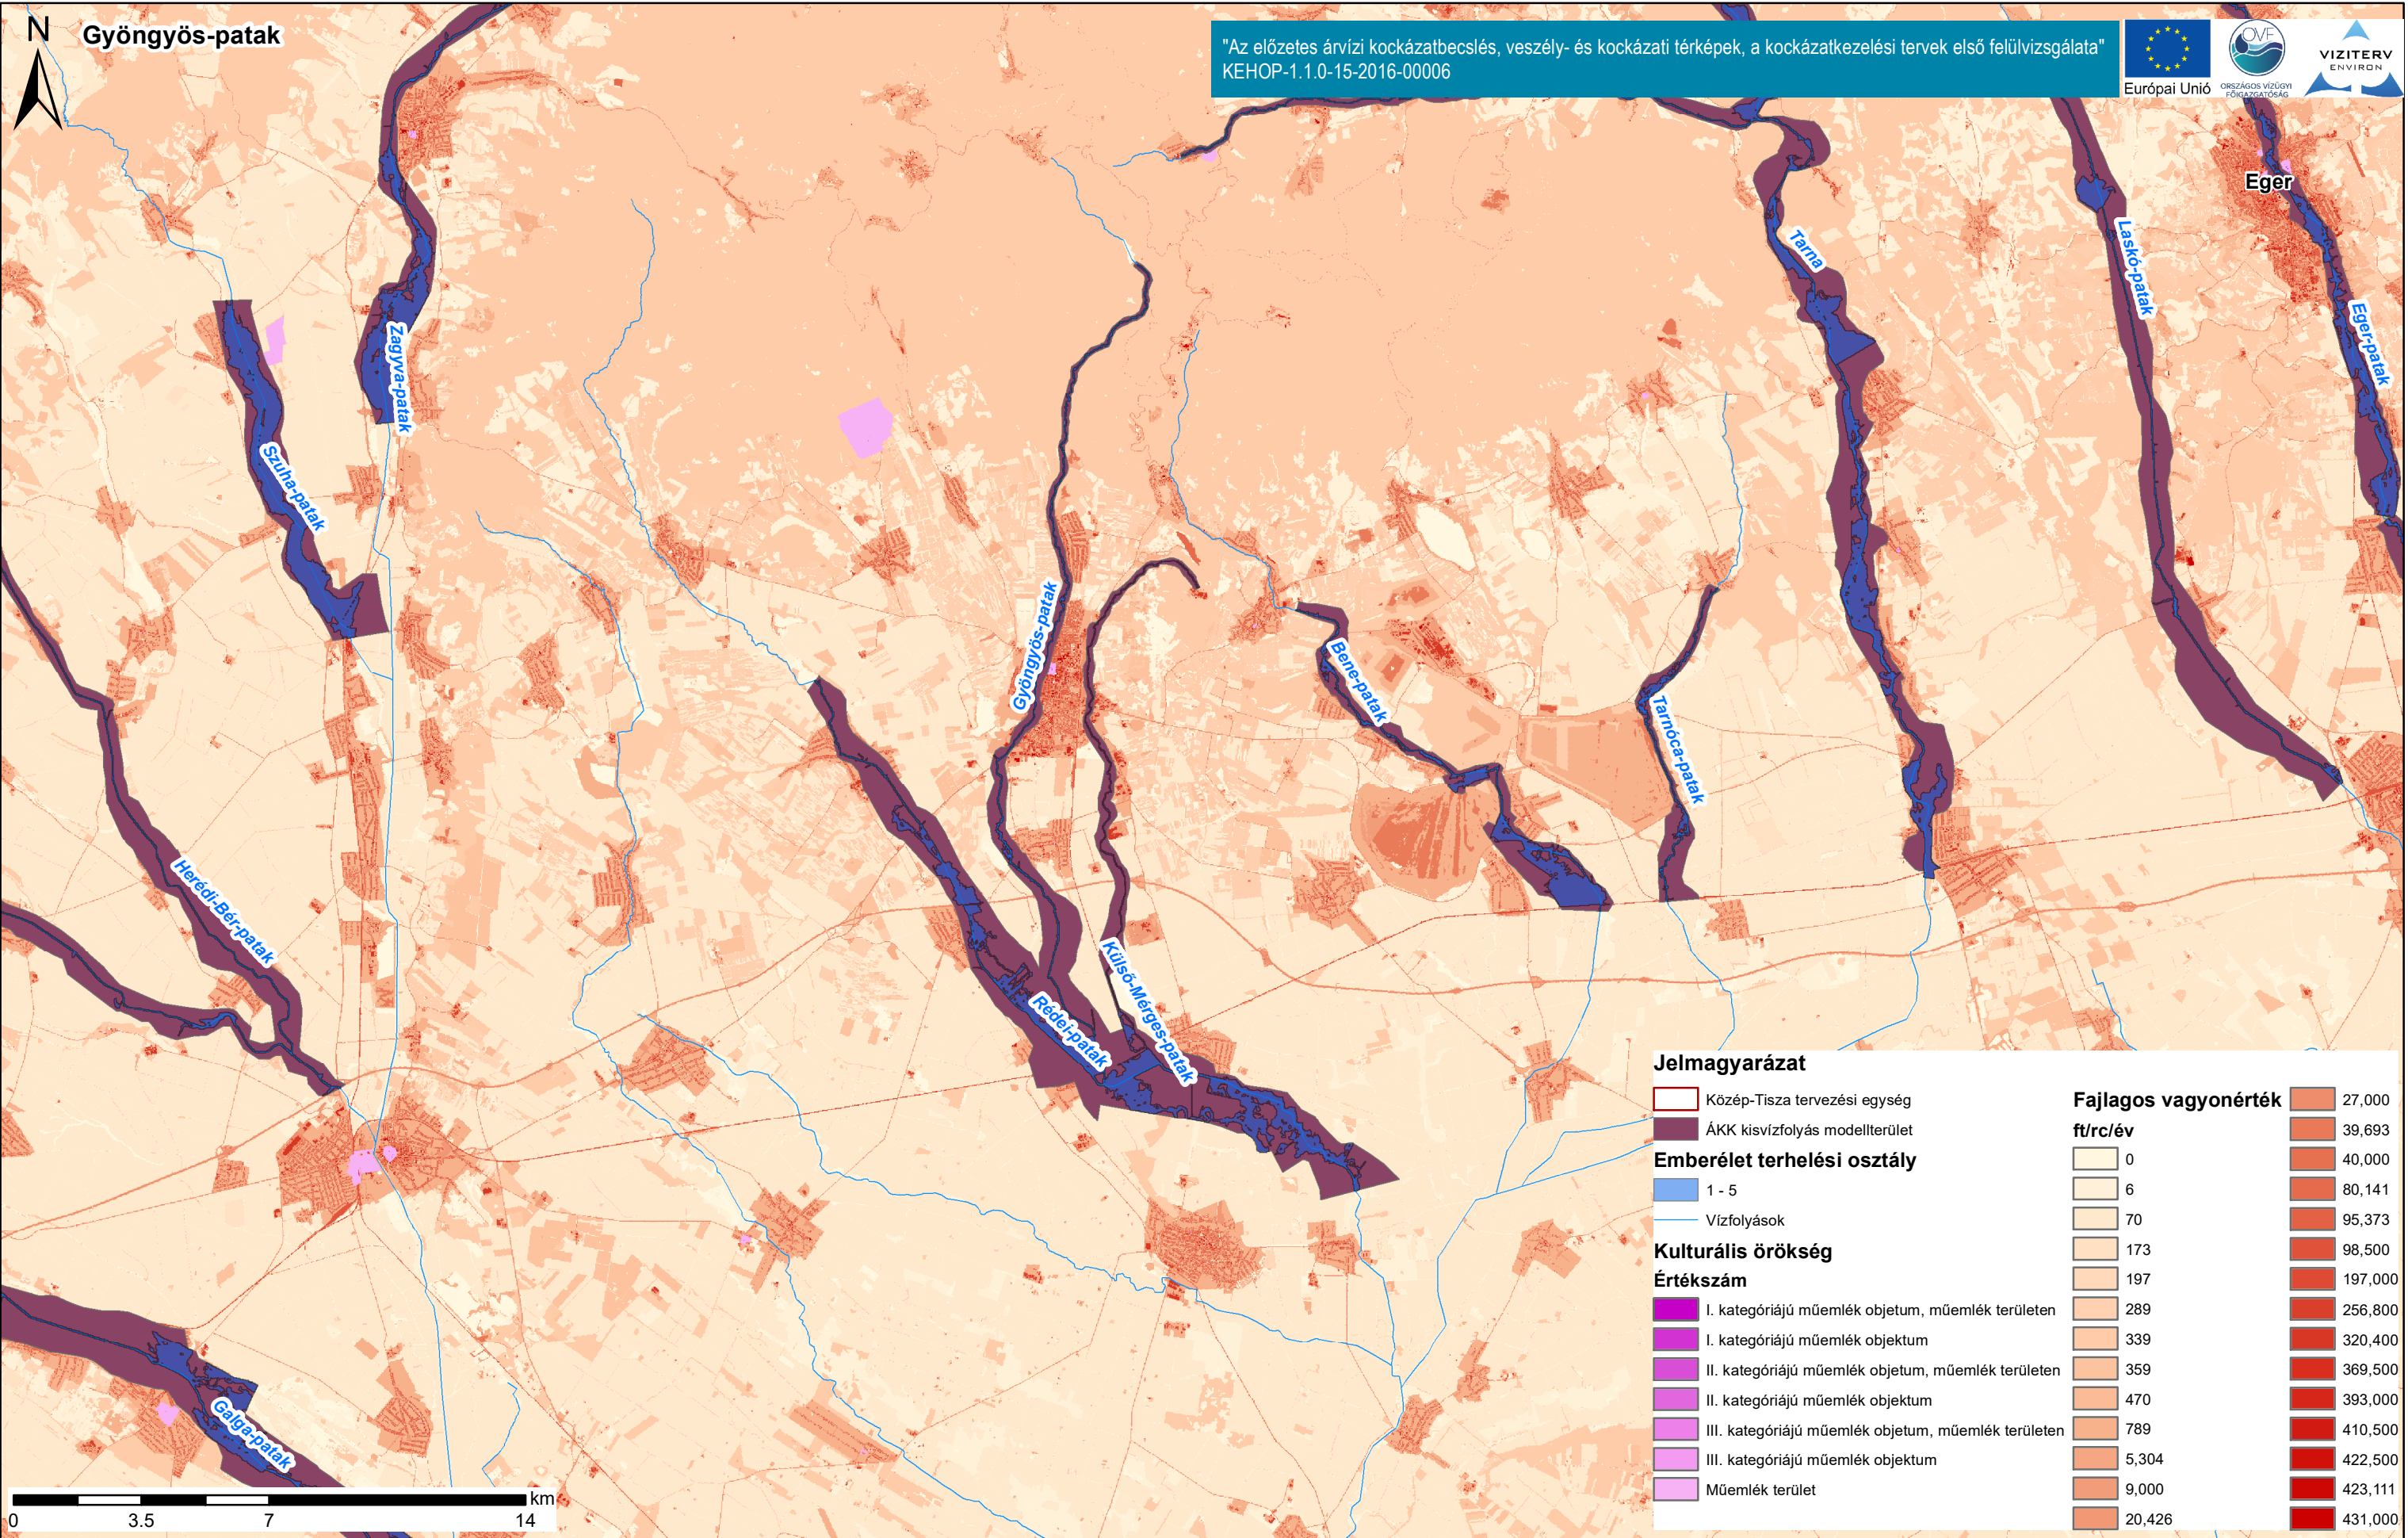 N
Gyöngyös-patak
"Az előzetes árvízi kockázatbecslés, veszély- és kockázati térképek, a kockázatkezelési tervek első felülvizsgálata"
KEHOP-1.1.0-15-2016-00006
Európai Unió
OVF
ORSZÁGOS VÍZÜGYI
FŐIGAZGATÓSÁG
VIZITERV
ENVIRON
Eger
Tarna
Laskó-patak
Eger-patak
Zagyva-patak
Szuha-patak
Gyöngyös-patak
Bene-patak
Tarnóca-patak
Herédi-Bér-patak
Külső-Mérges-patak
Rédei-patak
Galga-patak
km
0 3.5 7 14
Jelmagyarázat
Közép-Tisza tervezési egység
ÁKK kisvízfolyás modellterület
Emberélet terhelési osztály
1 - 5
Vízfolyások
Kulturális örökség
Értékszám
I. kategóriájú műemlék objetum, műemlék területen
I. kategóriájú műemlék objektum
II. kategóriájú műemlék objetum, műemlék területen
II. kategóriájú műemlék objektum
III. kategóriájú műemlék objetum, műemlék területen
III. kategóriájú műemlék objektum
Műemlék terület
Fajlagos vagyonérték
ft/rc/év
0
6
70
173
197
289
339
359
470
789
5,304
9,000
20,426
27,000
39,693
40,000
80,141
95,373
98,500
197,000
256,800
320,400
369,500
393,000
410,500
422,500
423,111
431,000